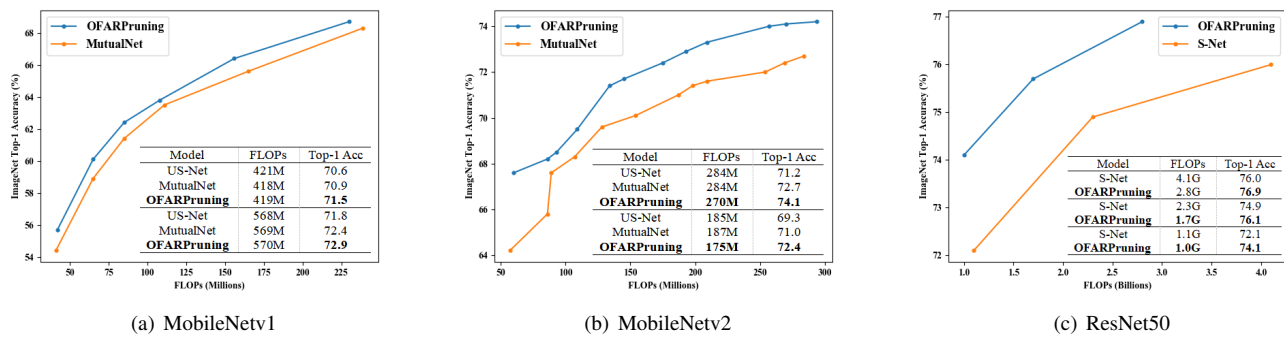 OFARPruning
MutualNet
ImageNet Top-1 Accuracy (%)
68
66
64
62
60
58
56
54
Model FLOPs Top-1 Acc
US-Net 421M 70.6
MutualNet 418M 70.9
OFARPruning 419M 71.5
US-Net 568M 71.8
MutualNet 569M 72.4
OFARPruning 570M 72.9
50 75 100 125 150 175 200 225
FLOPs (Millions)
(a) MobileNetv1
OFARPruning
MutualNet
ImageNet Top-1 Accuracy (%)
74
72
70
68
66
64
Model FLOPs Top-1 Acc
US-Net 284M 71.2
MutualNet 284M 72.7
OFARPruning 270M 74.1
US-Net 185M 69.3
MutualNet 187M 71.0
OFARPruning 175M 72.4
50 100 150 200 250 300
FLOPs (Millions)
(b) MobileNetv2
OFARPruning
S-Net
ImageNet Top-1 Accuracy (%)
77
76
75
74
73
72
Model FLOPs Top-1 Acc
S-Net 4.1G 76.0
OFARPruning 2.8G 76.9
S-Net 2.3G 74.9
OFARPruning 1.7G 76.1
S-Net 1.1G 72.1
OFARPruning 1.0G 74.1
1.0 1.5 2.0 2.5 3.0 3.5 4.0
FLOPs (Billions)
(c) ResNet50